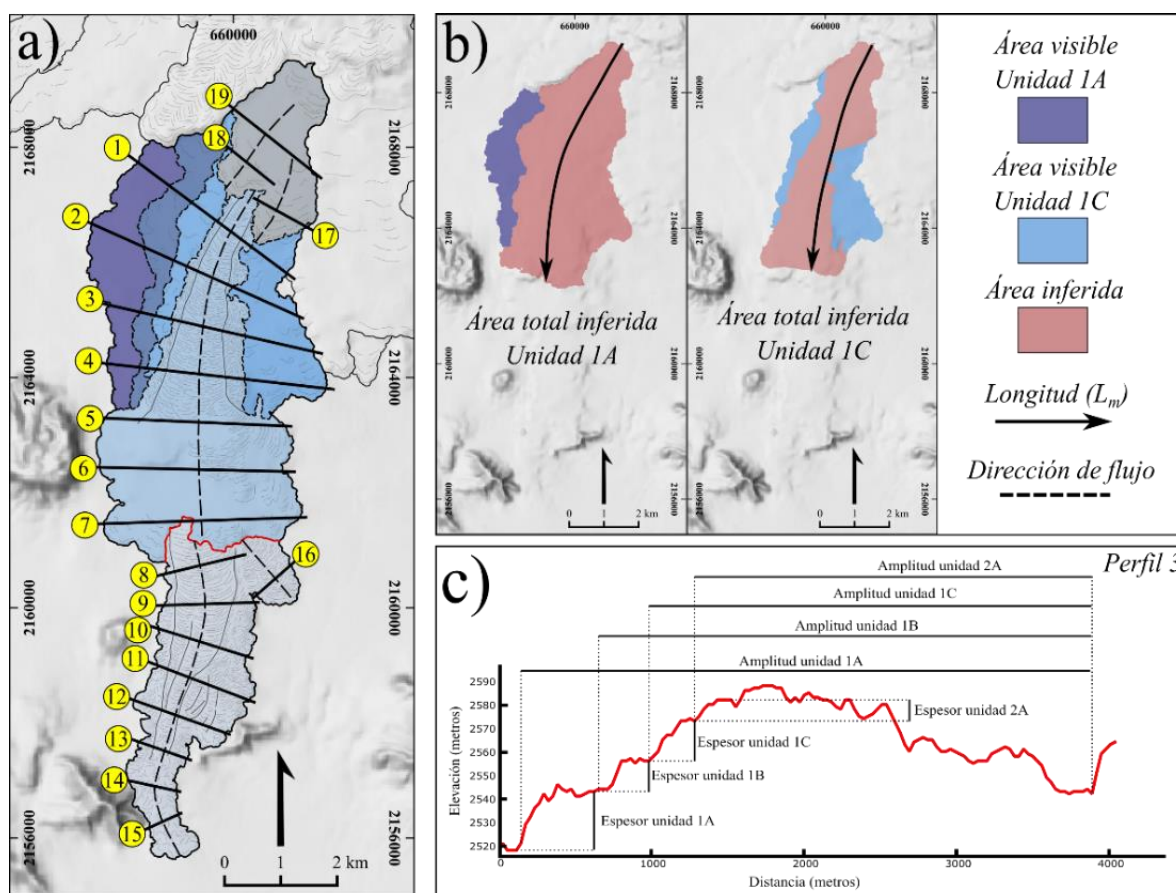 a)
660000
2168000
2164000
2160000
2156000
2168000
2164000
2160000
2156000
19
18
1
2
17
3
4
5
6
7
16
8
9
10
11
12
13
14
15
0 1 2 km
b)
660000
660000
2168000
2164000
2160000
2156000
2168000
2164000
2160000
2156000
Área total inferida
Unidad 1A
0 1 2 km
Área total inferida
Unidad 1C
0 1 2 km
Área visible
Unidad 1A
Área visible
Unidad 1C
Área inferida
Longitud (Lm)
Dirección de flujo
c)
Perfil 3
Amplitud unidad 2A
Amplitud unidad 1C
Amplitud unidad 1B
Amplitud unidad 1A
Espesor unidad 2A
Espesor unidad 1C
Espesor unidad 1B
Espesor unidad 1A
Elevación (metros)
2590
2580
2560
2540
2520
0 1000 2000 3000 4000
Distancia (metros)